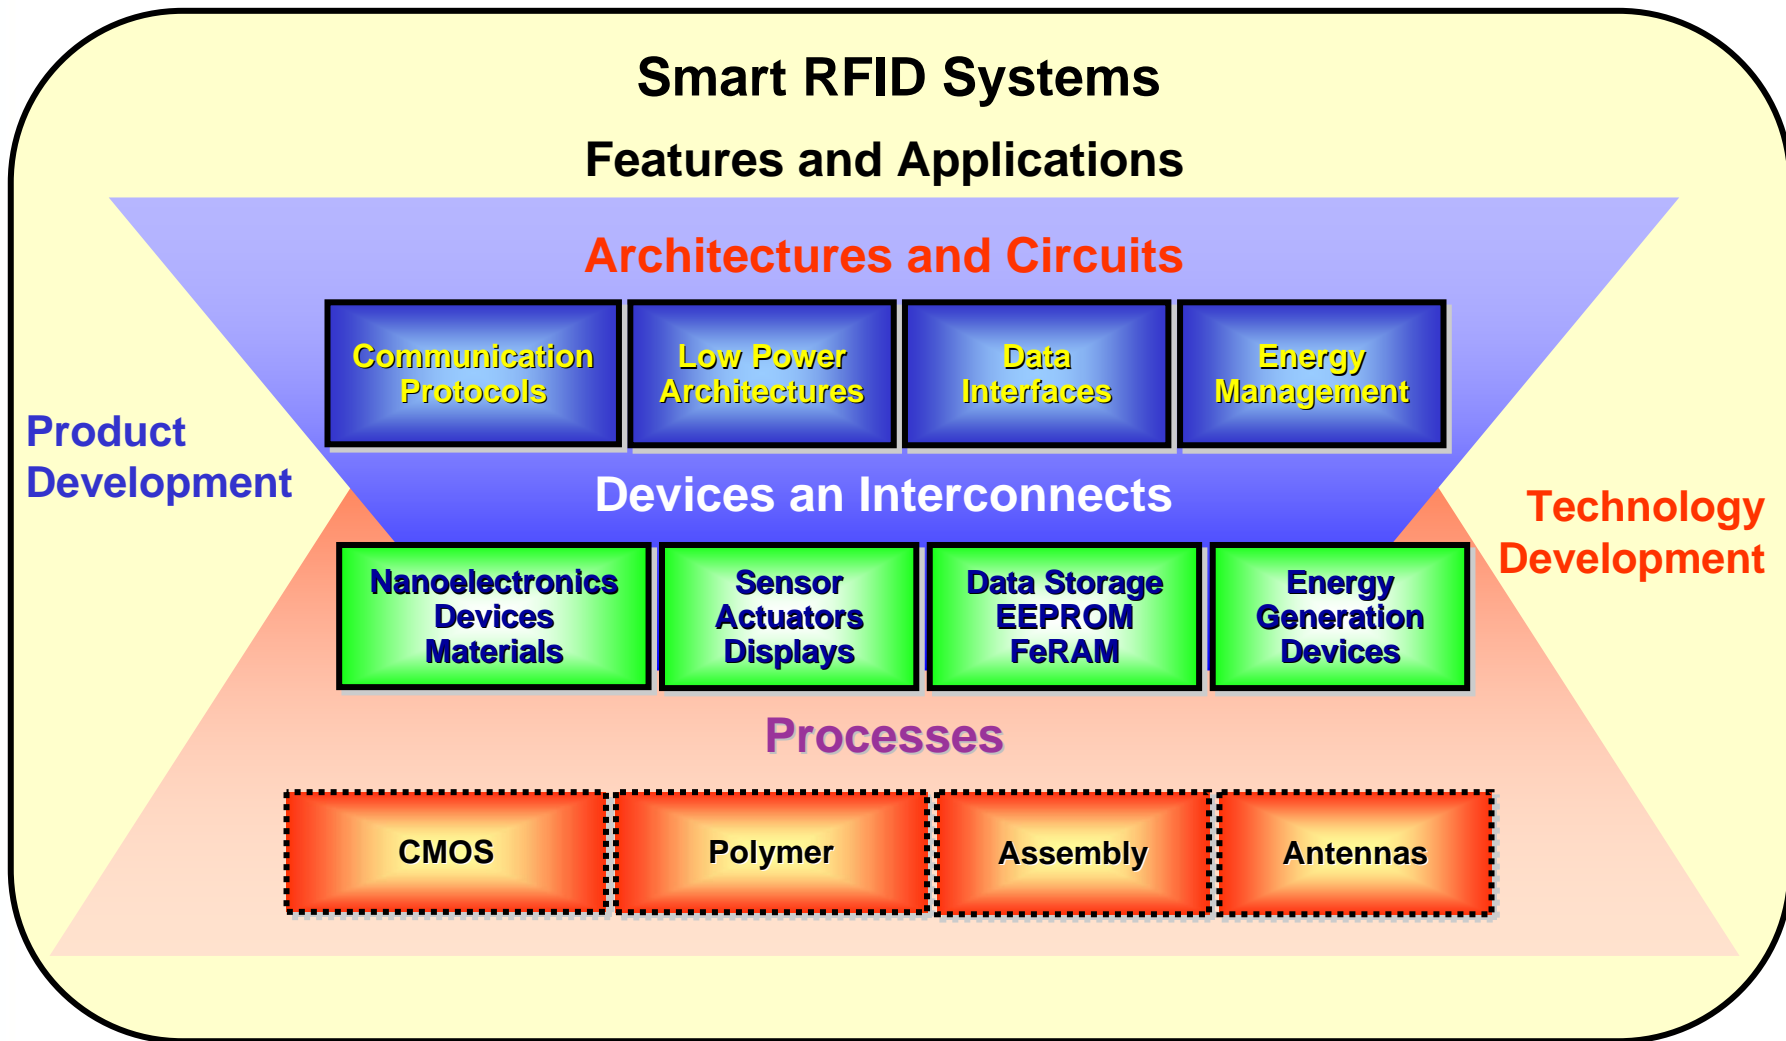 Smart RFID Systems
Features and Applications
Architectures and Circuits
Communication
Protocols
Low Power
Architectures
Data
Interfaces
Energy
Management
Product
Development
Devices an Interconnects
Technology
Development
Nanoelectronics
Devices
Materials
Sensor
Actuators
Displays
Data Storage
EEPROM
FeRAM
Energy
Generation
Devices
Processes
CMOS
Polymer
Assembly
Antennas